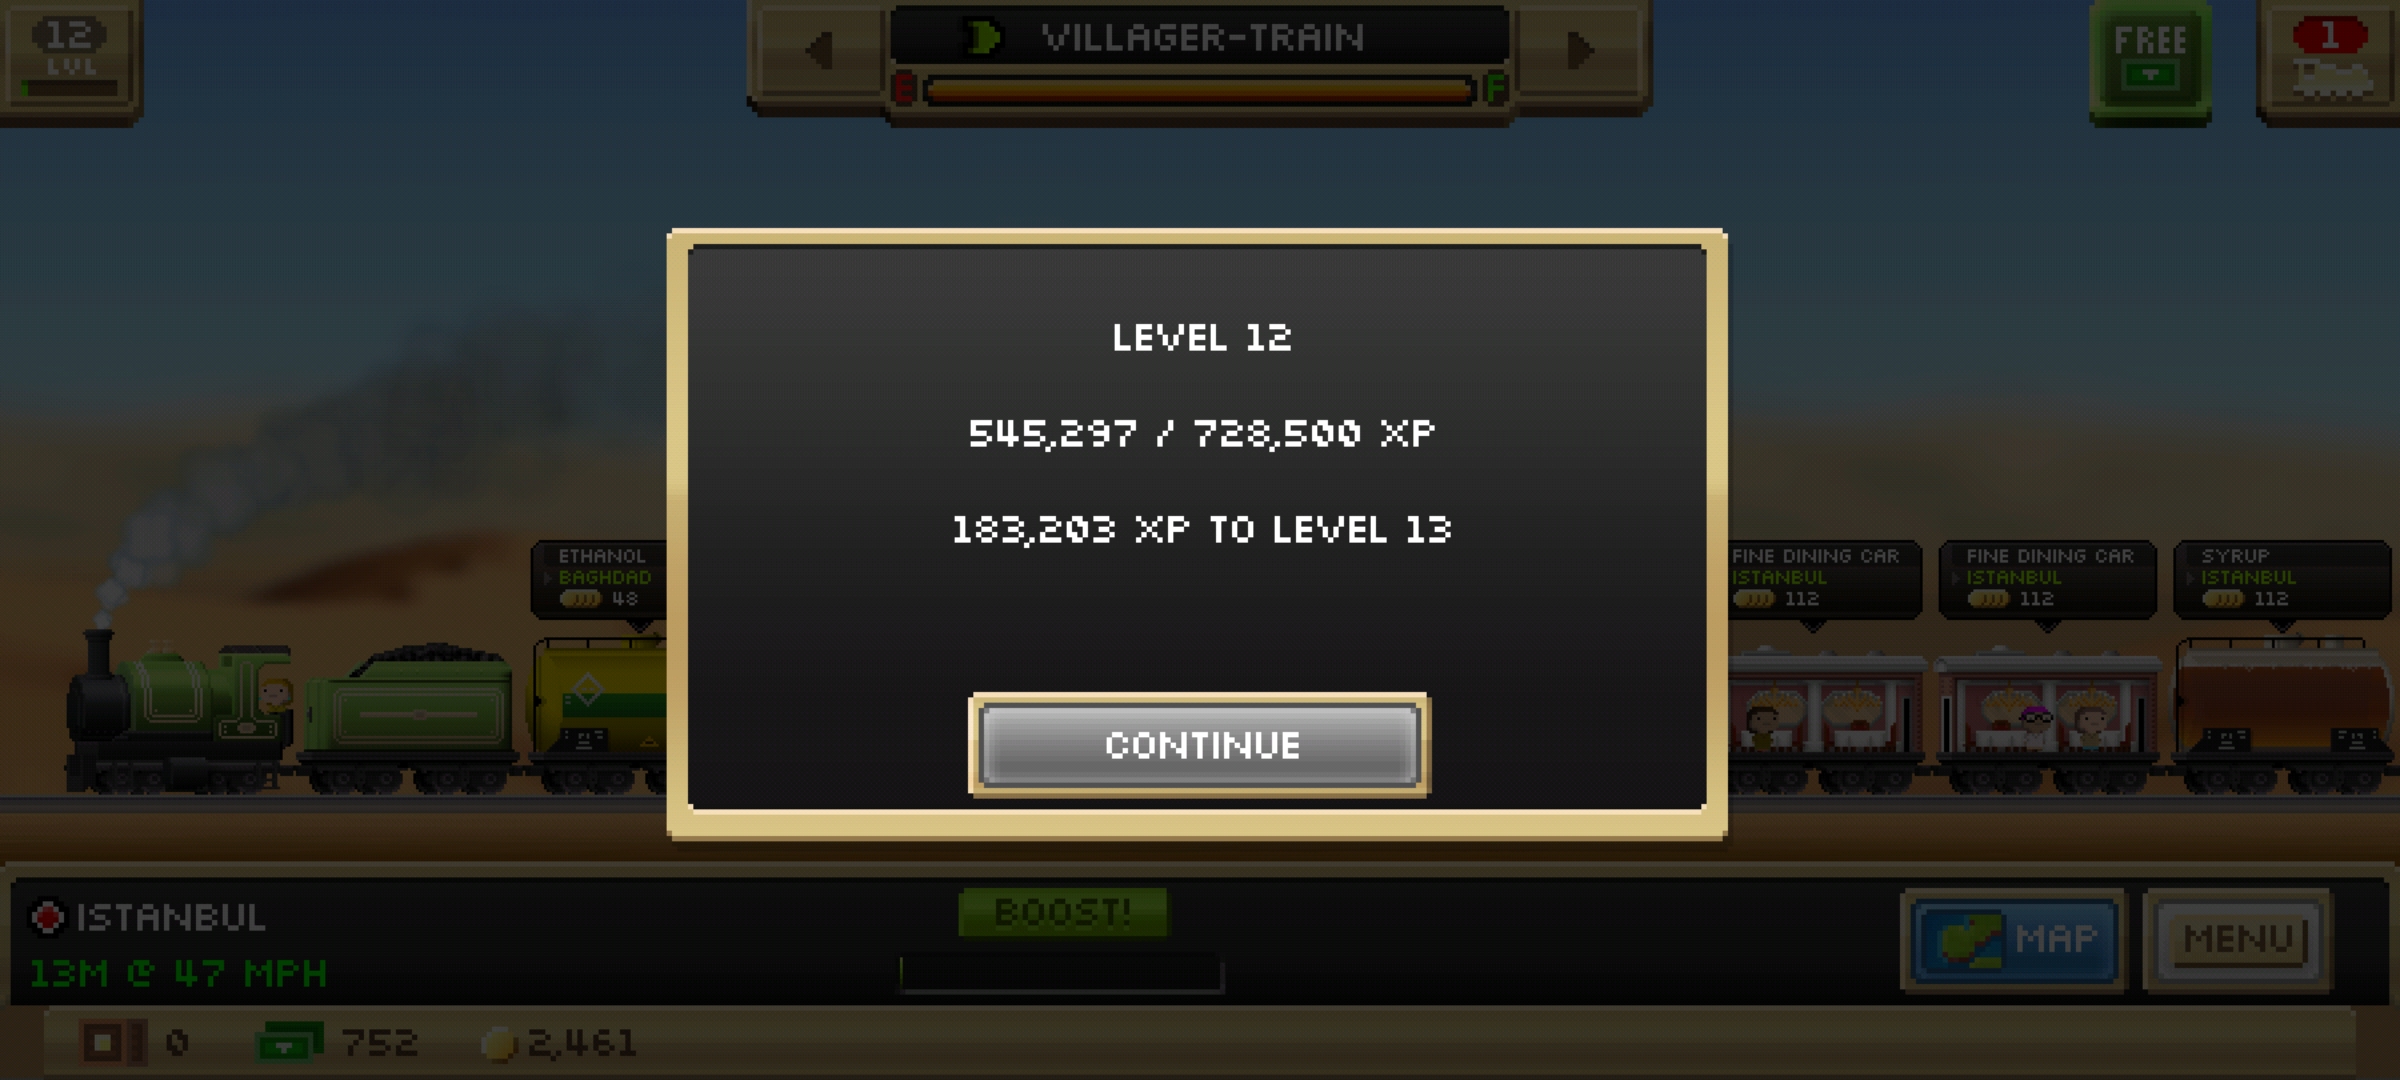 12
LVL
VILLAGER-TRAIN
E F
FREE
1
LEVEL 12
545,297 / 728,500 XP
183,203 XP TO LEVEL 13
CONTINUE
ETHANOL
BAGHDAD
48
FINE DINING CAR
ISTANBUL
112
FINE DINING CAR
ISTANBUL
112
SYRUP
ISTANBUL
112
ISTANBUL
13M @ 47 MPH
BOOST!
MAP
MENU
0
752
2,461